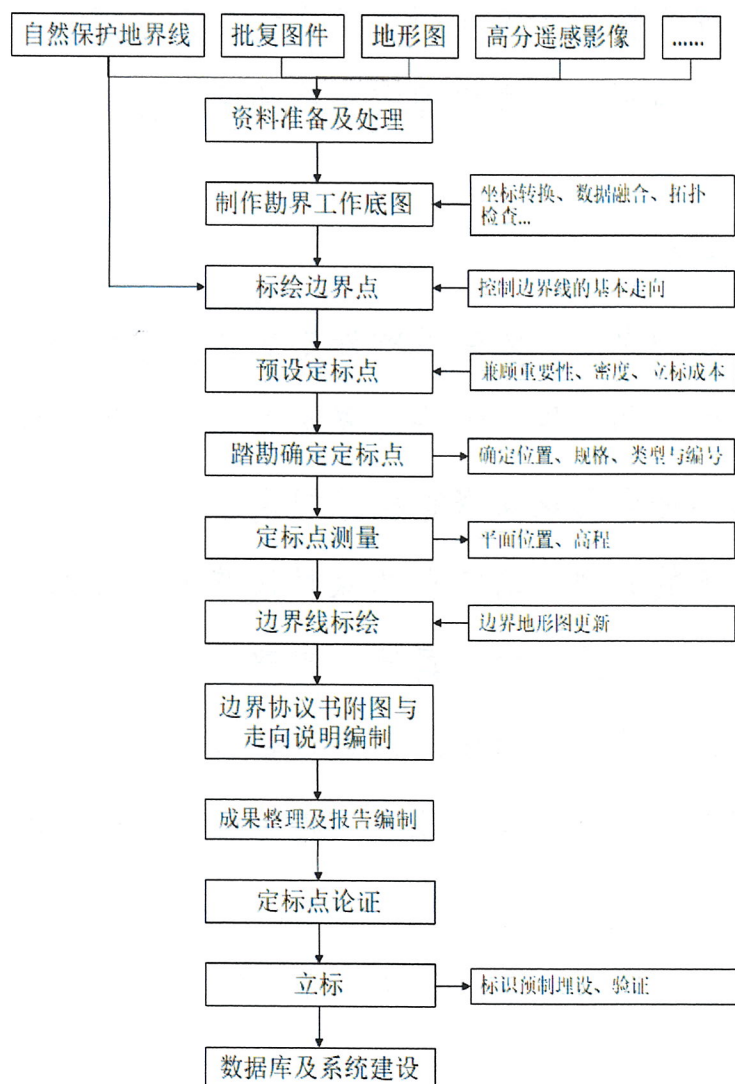 自然保护地界线
批复图件
地形图
高分遥感影像
......
资料准备及处理
制作勘界工作底图
坐标转换、数据融合、拓扑
检查...
标绘边界点
控制边界线的基本走向
预设定标点
兼顾重要性、密度、立标成本
踏勘确定定标点
确定位置、规格、类型与编号
定标点测量
平面位置、高程
边界线标绘
边界地形图更新
边界协议书附图与
走向说明编制
成果整理及报告编制
定标点论证
立标
标识预制埋设、验证
数据库及系统建设